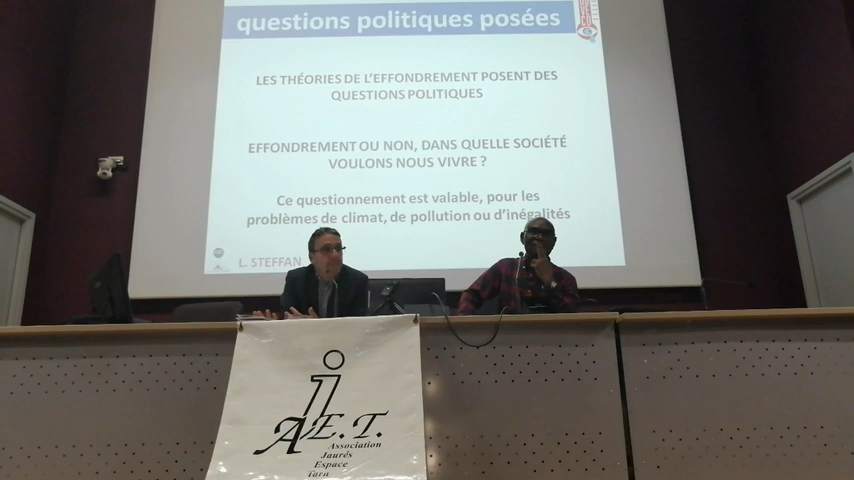 questions politiques posées
LES THÉORIES DE L'EFFONDREMENT POSENT DES
QUESTIONS POLITIQUES
EFFONDREMENT OU NON, DANS QUELLE SOCIÉTÉ
VOULONS NOUS VIVRE ?
Ce questionnement est valable, pour les
problèmes de climat, de pollution ou d'inégalités
L. STEFFAN
j
A E.T.
Association
Jaurés
Espace
Tarn